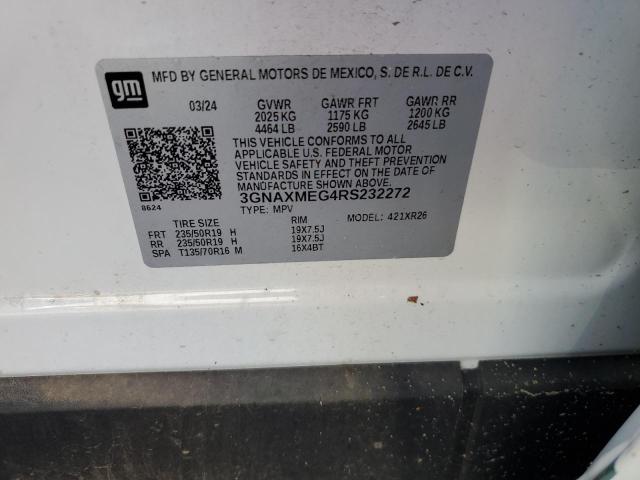 gm
MFD BY GENERAL MOTORS DE MEXICO, S. DE R.L. DE C.V.
03/24 GVWR GAWR FRT GAWR RR
2025 KG 1175 KG 1200 KG
4464 LB 2590 LB 2645 LB
THIS VEHICLE CONFORMS TO ALL
APPLICABLE U.S. FEDERAL MOTOR
VEHICLE SAFETY AND THEFT PREVENTION
STANDARDS IN EFFECT ON THE DATE OF
MANUFACTURE SHOWN ABOVE.
8624 3GNAXMEG4RS232272
TYPE: MPV MODEL: 421XR26
TIRE SIZE RIM
FRT 235/50R19 H 19X7.5J
RR 235/50R19 H 19X7.5J
SPA T135/70R16 M 16X4BT